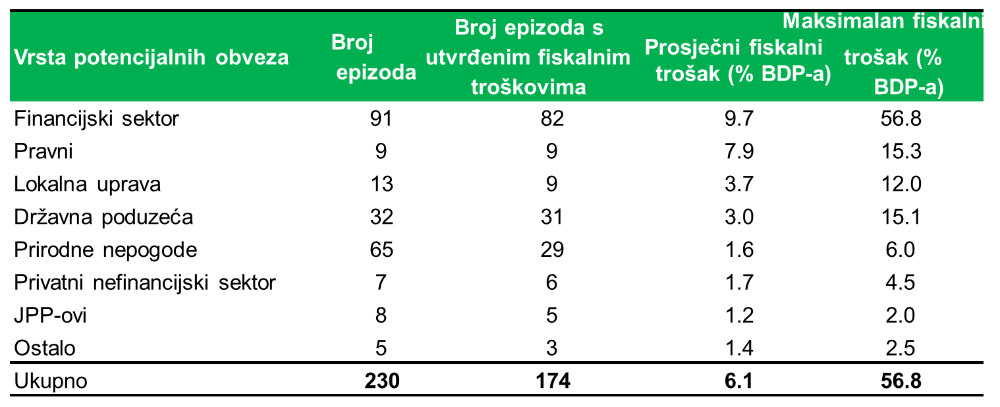 Vrsta potencijalnih obveza Broj epizoda Broj epizoda s utvrđenim fiskalnim troškovima Prosječni fiskalni trošak (% BDP-a) Maksimalan fiskalni trošak (% BDP-a)
Financijski sektor 91 82 9.7 56.8
Pravni 9 9 7.9 15.3
Lokalna uprava 13 9 3.7 12.0
Državna poduzeća 32 31 3.0 15.1
Prirodne nepogode 65 29 1.6 6.0
Privatni nefinancijski sektor 7 6 1.7 4.5
JPP-ovi 8 5 1.2 2.0
Ostalo 5 3 1.4 2.5
Ukupno 230 174 6.1 56.8